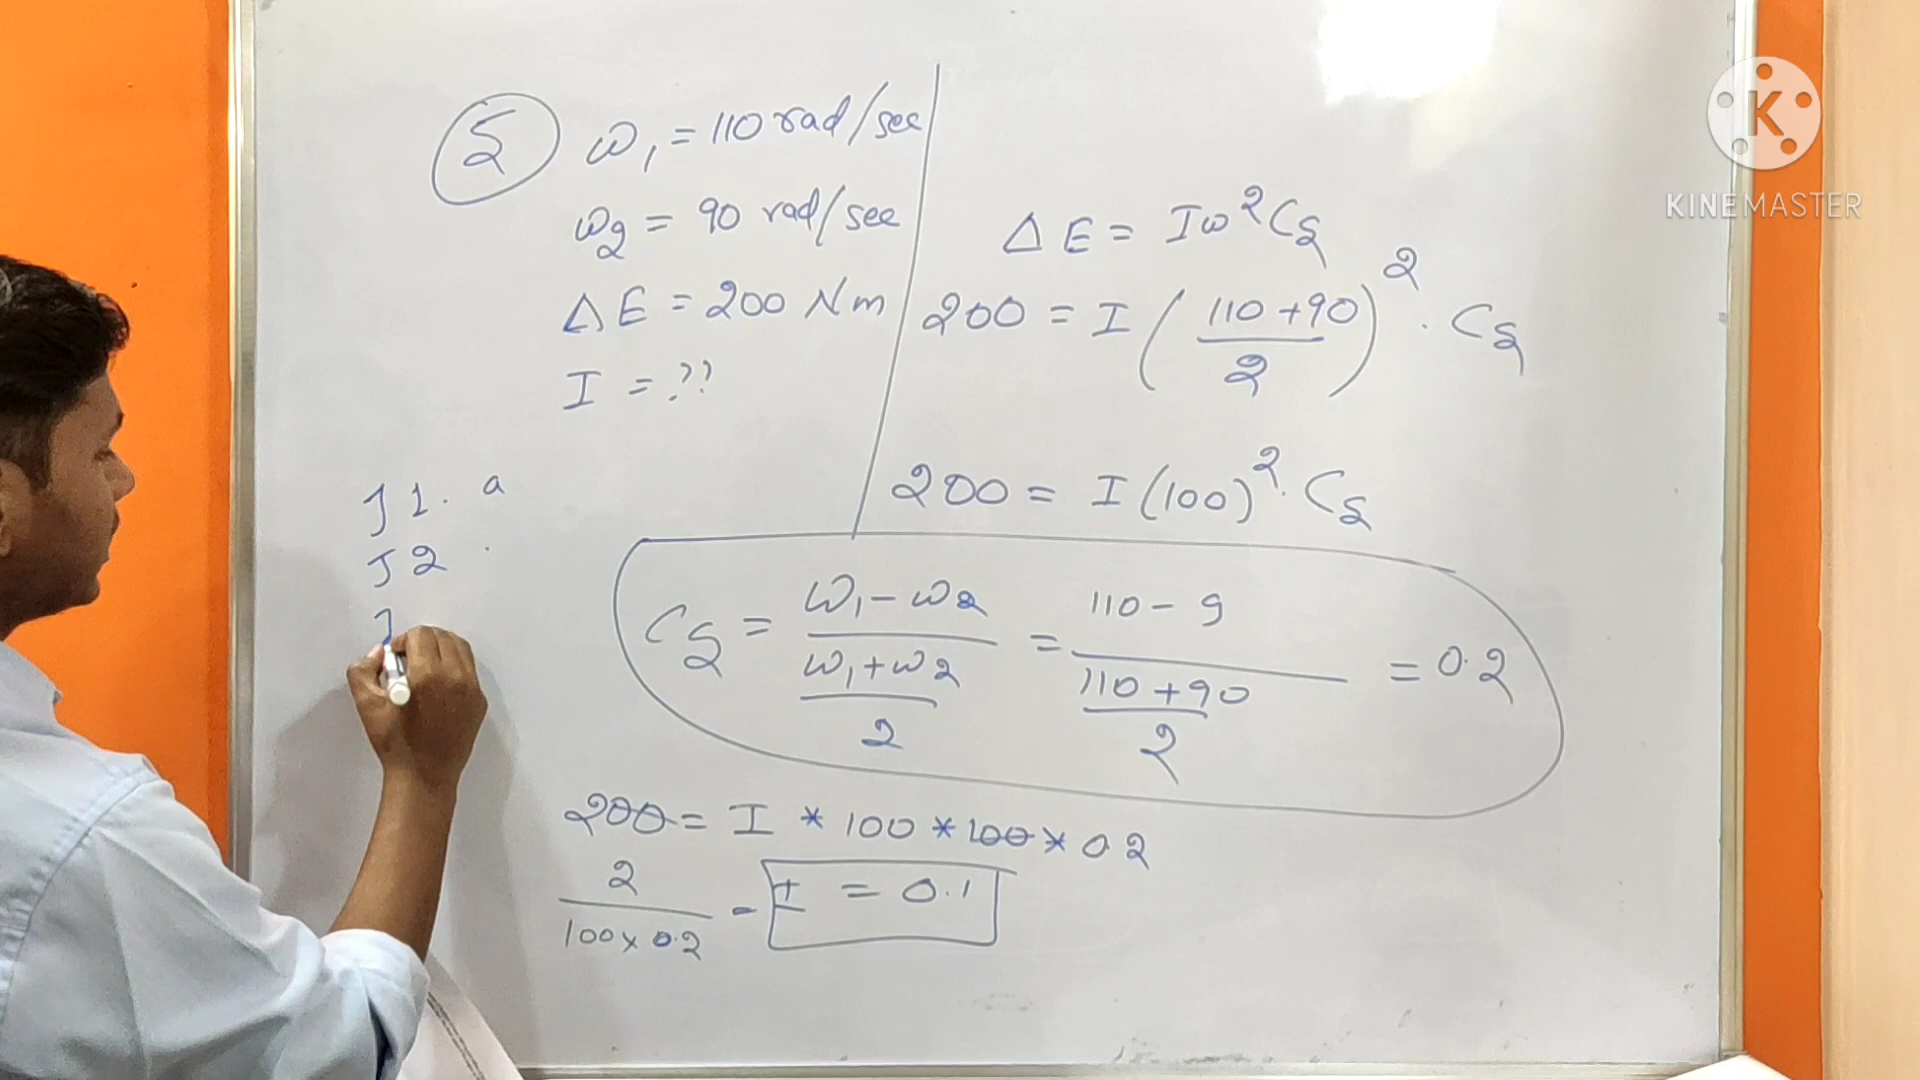 5
ω₁ = 110 rad/sec
ω₂ = 90 rad/sec
ΔE = 200 Nm
I = ??
ΔE = Iω²Cs
200 = I ((110+90)/2)² . Cs
200 = I (100)² . Cs
Cs = (ω₁ - ω₂)/((ω₁+ω₂)/2) = (110 - 9)/((110+90)/2) = 0.2
200 = I * 100 * 100 * 0.2
2/(100 x 0.2) = I = 0.1
J1. a
J2 .
K
KINEMASTER